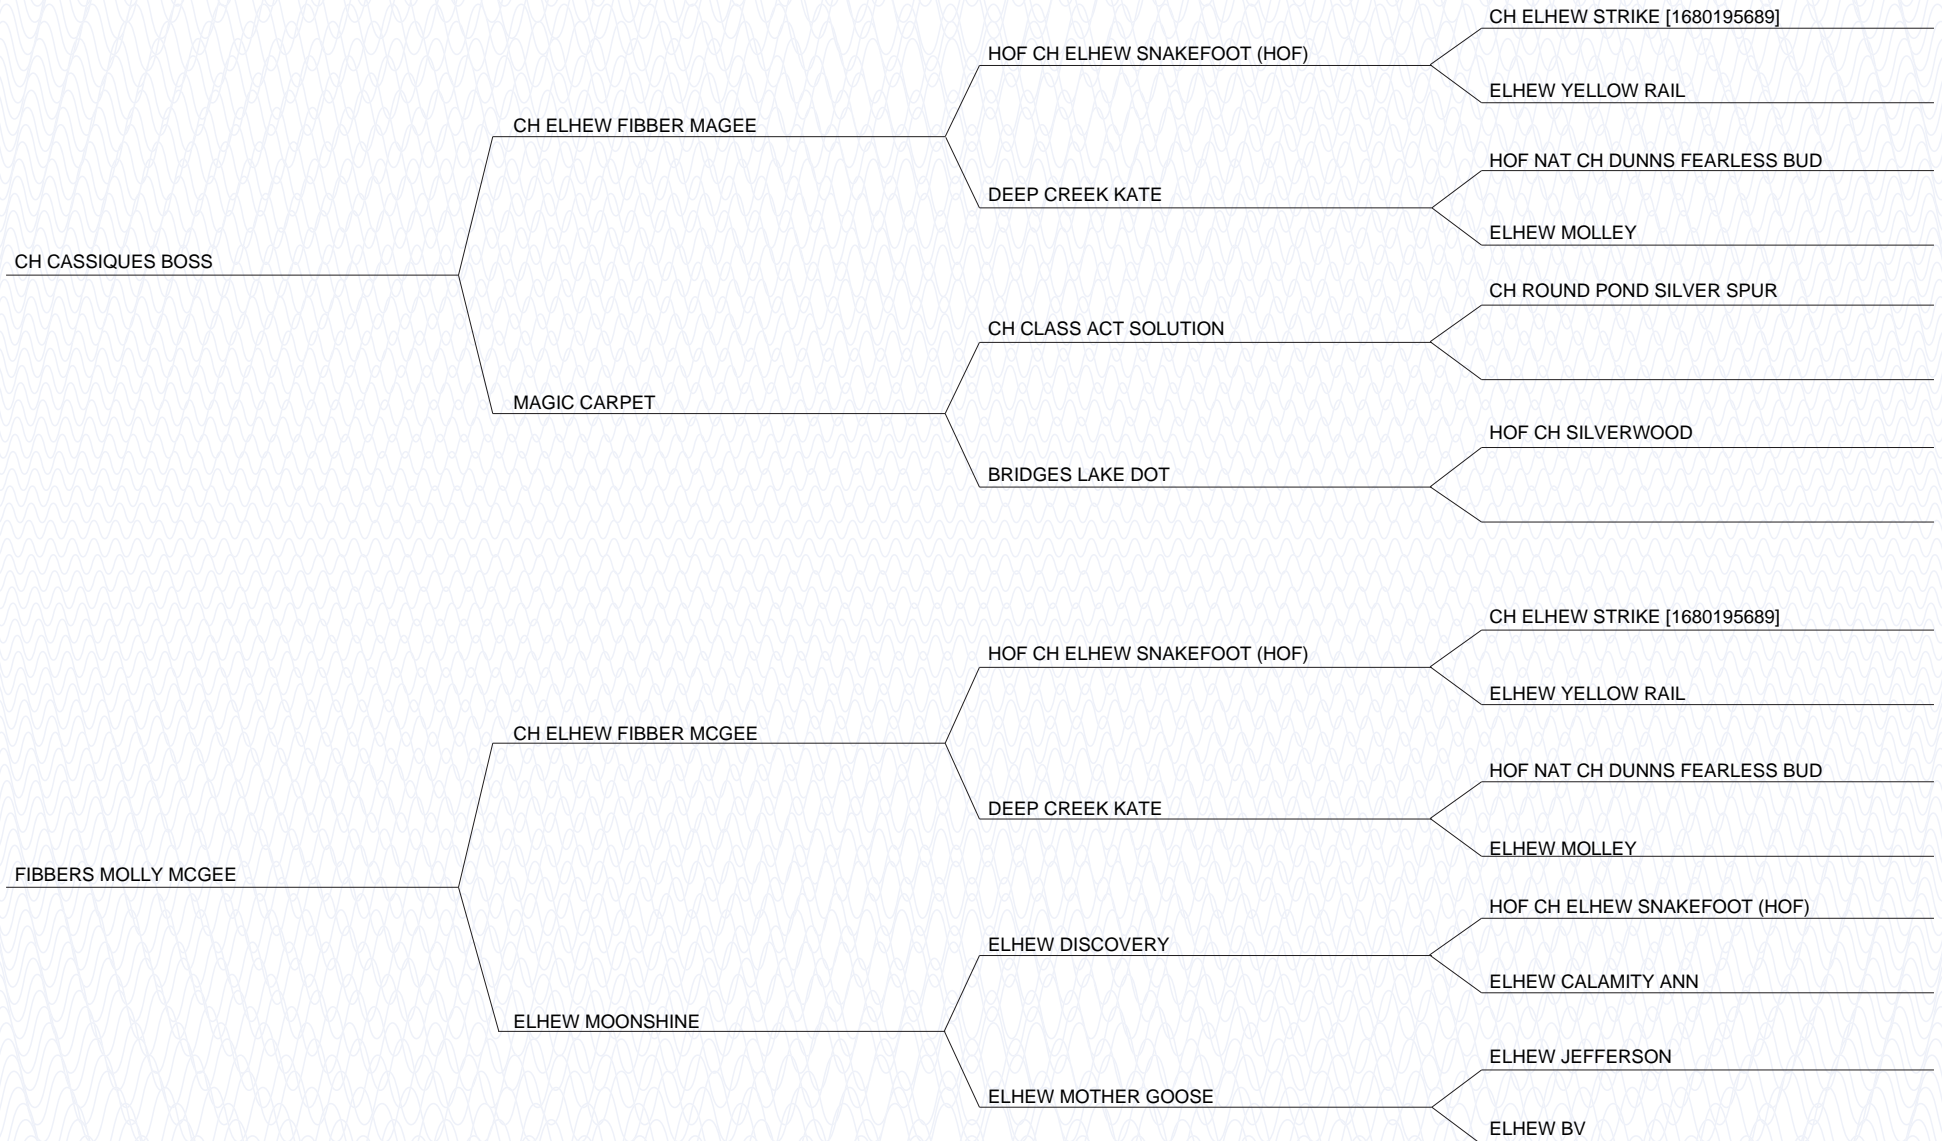 CH ELHEW STRIKE [1680195689]
HOF CH ELHEW SNAKEFOOT (HOF)
ELHEW YELLOW RAIL
CH ELHEW FIBBER MAGEE
HOF NAT CH DUNNS FEARLESS BUD
DEEP CREEK KATE
ELHEW MOLLEY
CH CASSIQUES BOSS
CH ROUND POND SILVER SPUR
CH CLASS ACT SOLUTION
MAGIC CARPET
HOF CH SILVERWOOD
BRIDGES LAKE DOT
CH ELHEW STRIKE [1680195689]
HOF CH ELHEW SNAKEFOOT (HOF)
ELHEW YELLOW RAIL
CH ELHEW FIBBER MCGEE
HOF NAT CH DUNNS FEARLESS BUD
DEEP CREEK KATE
ELHEW MOLLEY
FIBBERS MOLLY MCGEE
HOF CH ELHEW SNAKEFOOT (HOF)
ELHEW DISCOVERY
ELHEW CALAMITY ANN
ELHEW MOONSHINE
ELHEW JEFFERSON
ELHEW MOTHER GOOSE
ELHEW BV